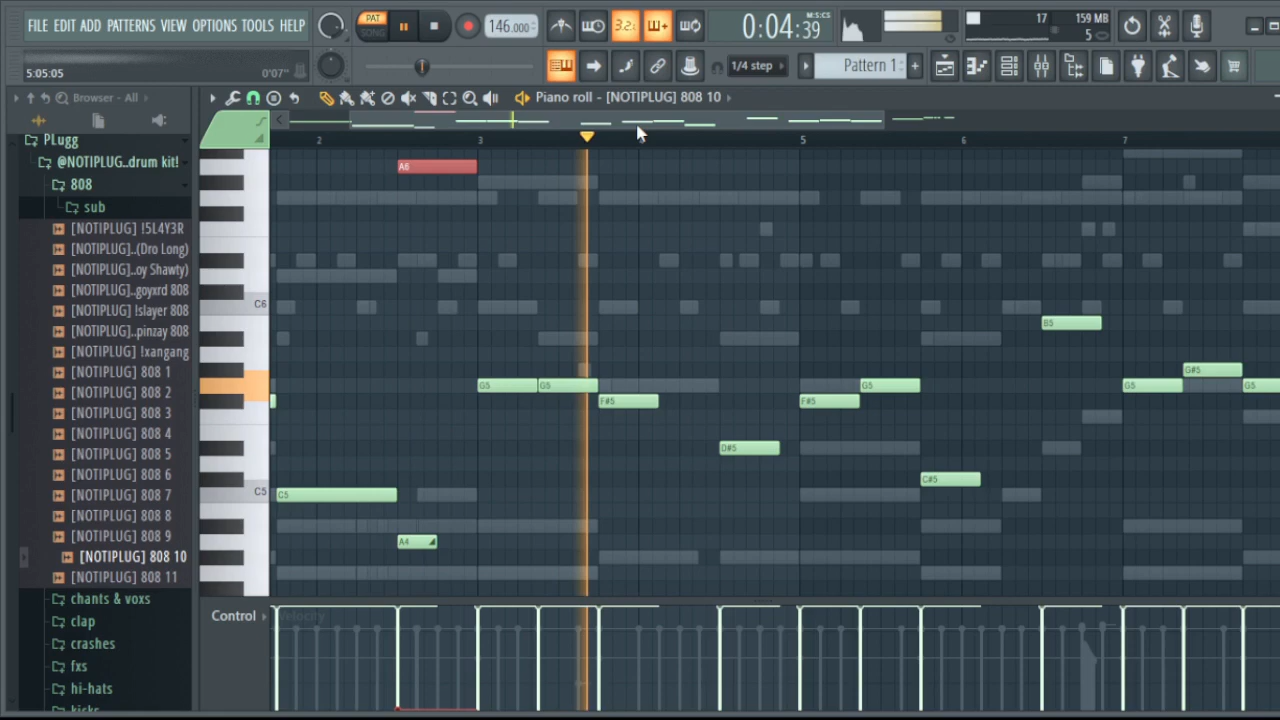 FILE EDIT ADD PATTERNS VIEW OPTIONS TOOLS HELP
PAT
SONG
146.000
3.2.
0:04:39
M:S:CS
17
159 MB
5
5:05:05
0'07"
1/4 step
Pattern 1
Browser - All
Piano roll - [NOTIPLUG] 808 10
PLugg
@NOTIPLUG..drum kit!
808
sub
[NOTIPLUG] !5L4Y3R
[NOTIPLUG]..(Dro Long)
[NOTIPLUG]..oy Shawty)
[NOTIPLUG]..goyxrd 808
[NOTIPLUG] !slayer 808
[NOTIPLUG]..pinzay 808
[NOTIPLUG] !xangang
[NOTIPLUG] 808 1
[NOTIPLUG] 808 2
[NOTIPLUG] 808 3
[NOTIPLUG] 808 4
[NOTIPLUG] 808 5
[NOTIPLUG] 808 6
[NOTIPLUG] 808 7
[NOTIPLUG] 808 8
[NOTIPLUG] 808 9
[NOTIPLUG] 808 10
[NOTIPLUG] 808 11
chants & voxs
clap
crashes
fxs
hi-hats
kicks
2 3 5 6 7
A6
C6
B5
G#5
G5 G5 G5 G5 G5
F#5 F#5
D#5
C#5
C5 C5
A4
Control
Velocity